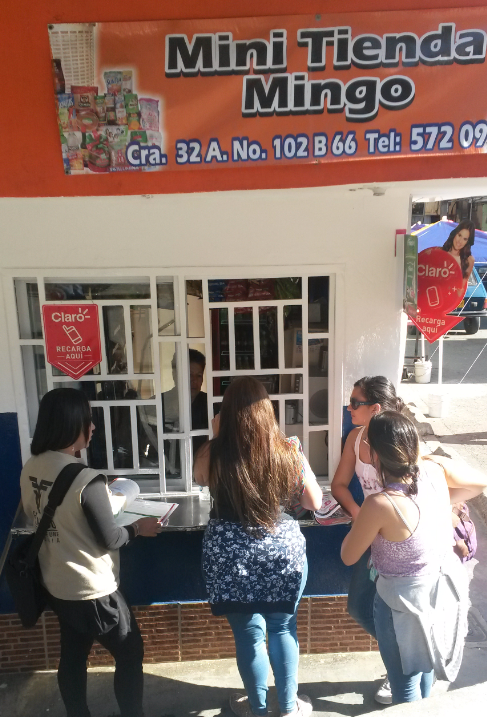 Mini Tienda
Mingo
Cra. 32 A. No. 102 B 66 Tel: 572 09
Claro
RECARGA
AQUÍ
Claro
Recarga
aquí